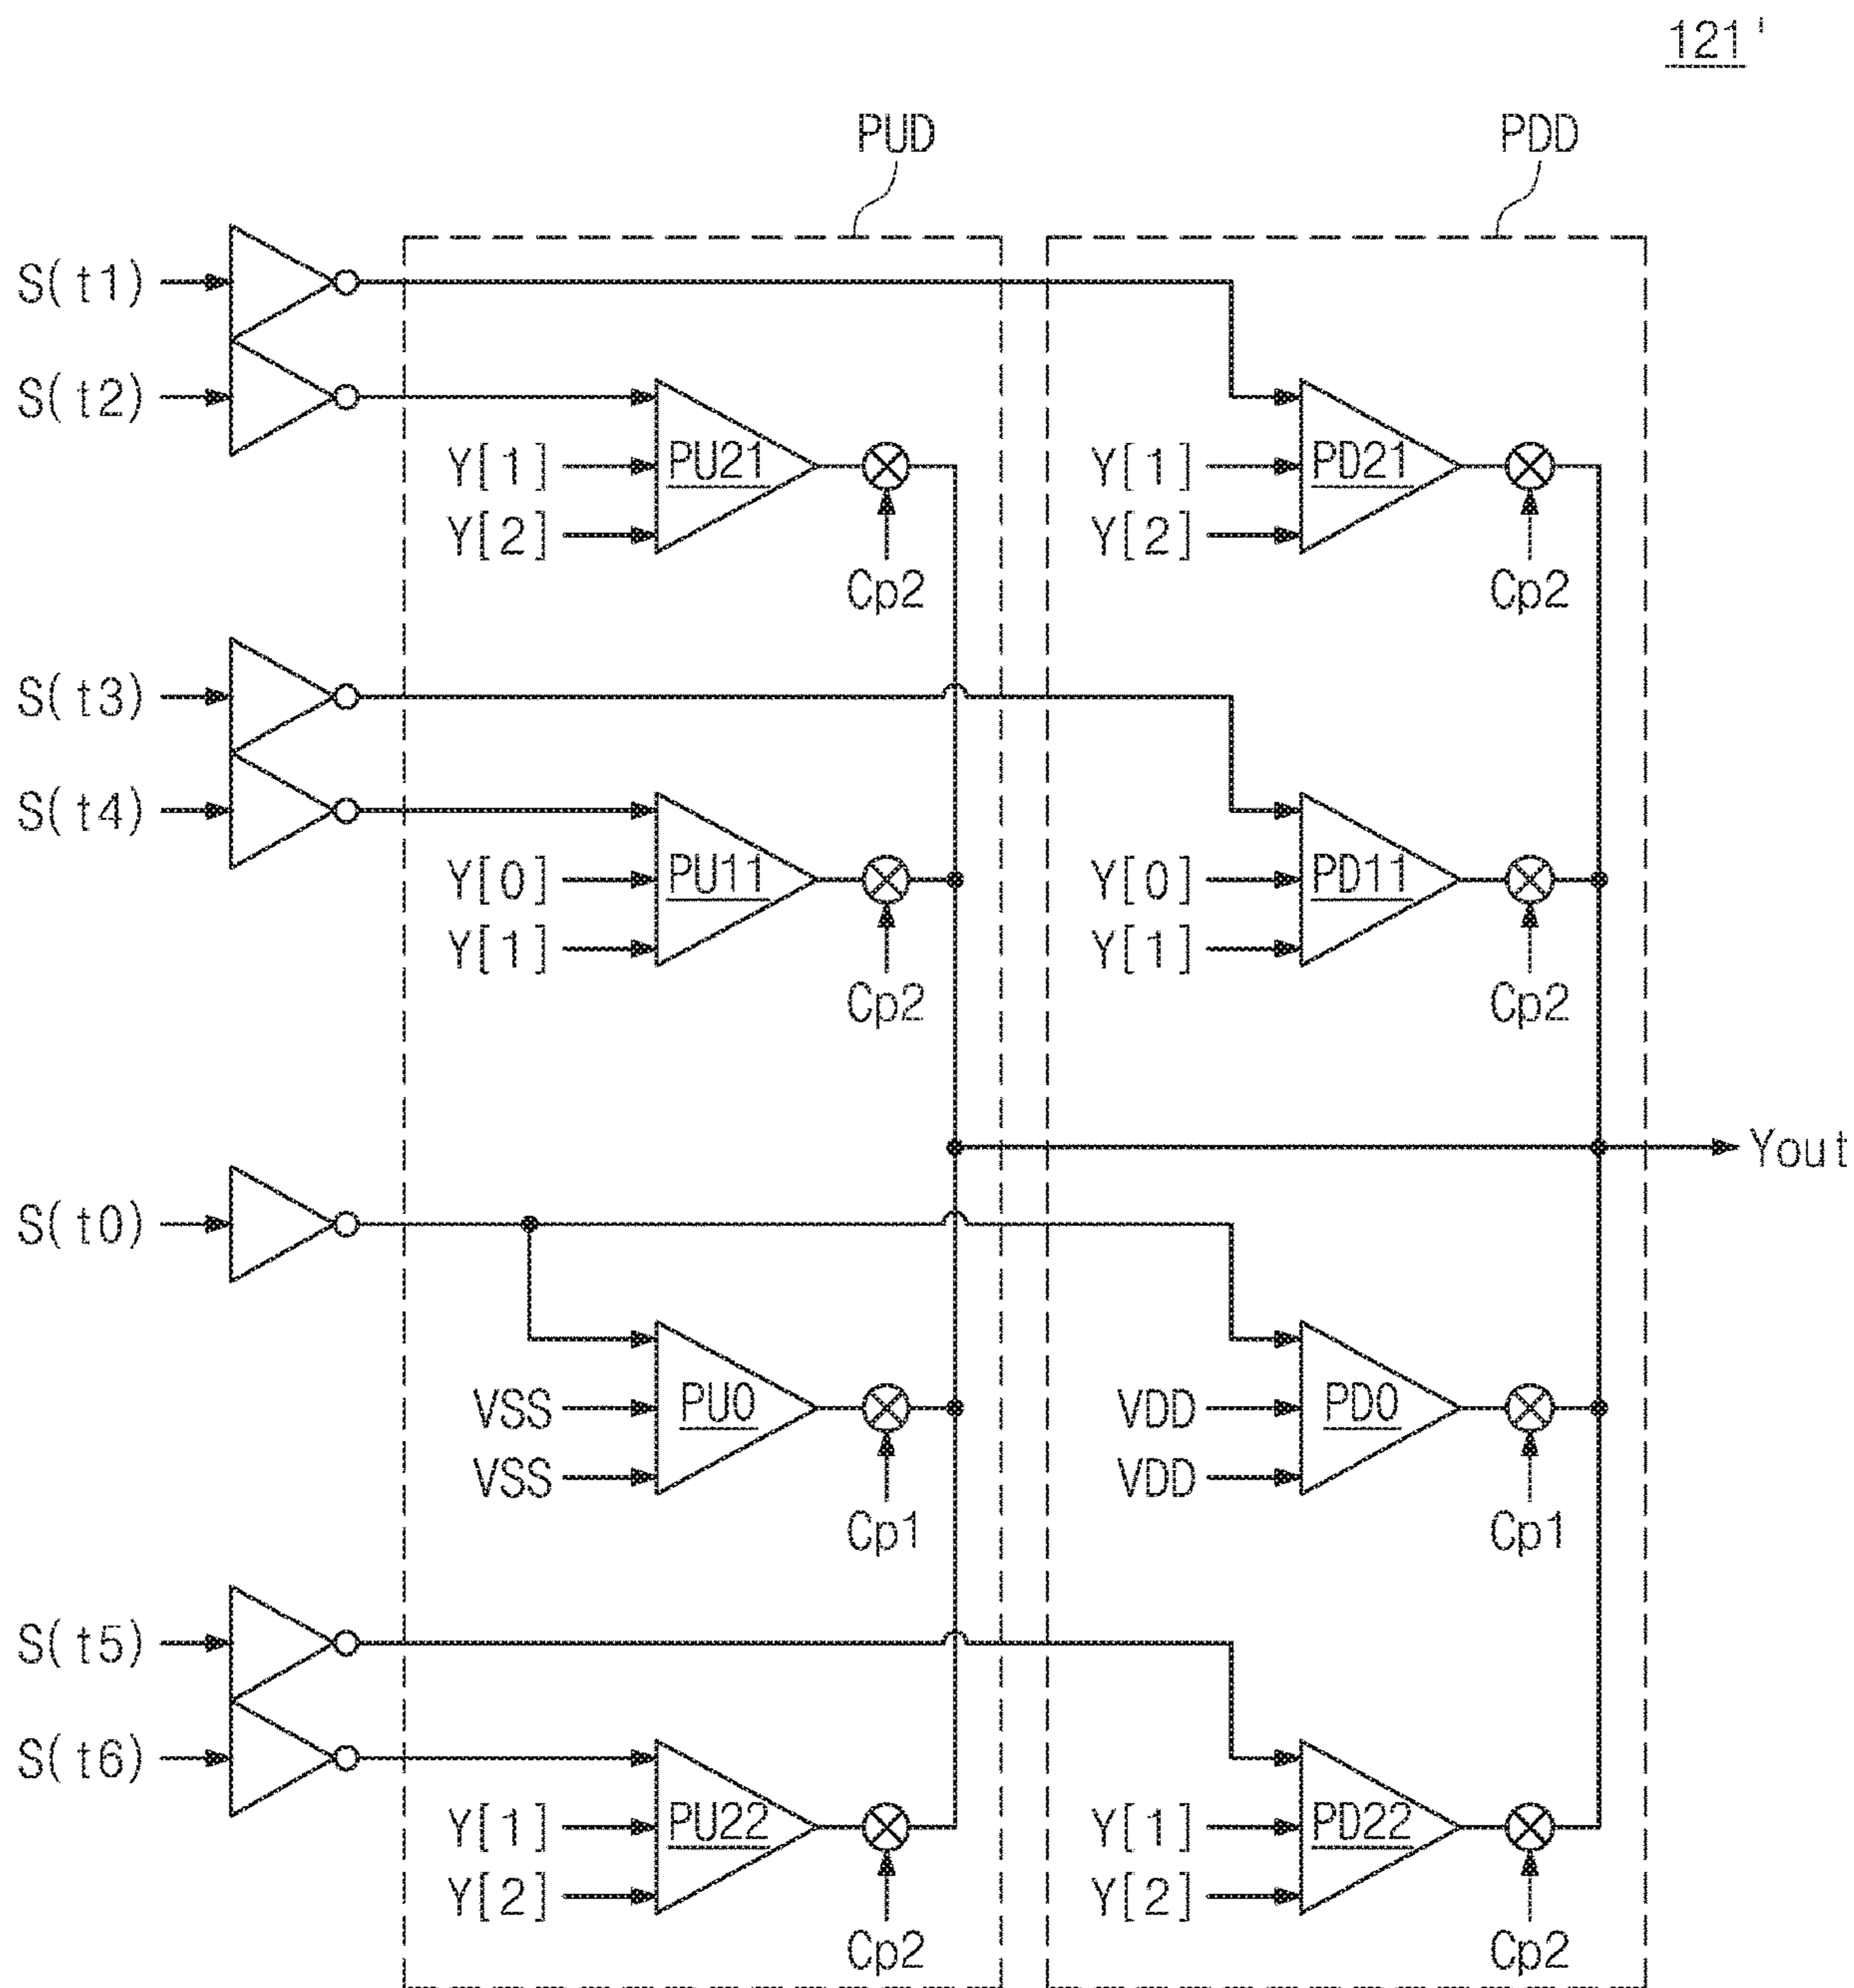 121'
PUD PDD
S(t1)
S(t2)
Y[1] PU21 Y[1] PD21
Y[2] Y[2]
Cp2 Cp2
S(t3)
S(t4)
Y[0] PU11 Y[0] PD11
Y[1] Y[1]
Cp2 Cp2
Yout
S(t0)
VSS PU0 VDD PD0
VSS VDD
Cp1 Cp1
S(t5)
S(t6)
Y[1] PU22 Y[1] PD22
Y[2] Y[2]
Cp2 Cp2